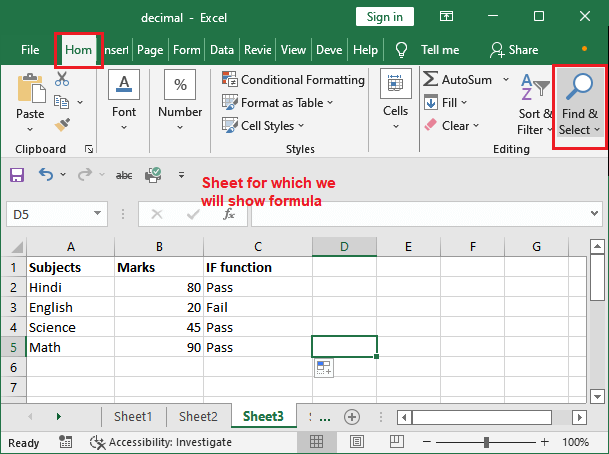 decimal - Excel
Sign in
File Hom Insert Page Form Data Revie View Deve Help Tell me Share
Paste
Clipboard
Font
Number
Conditional Formatting
Format as Table
Cell Styles
Styles
Cells
AutoSum
Fill
Clear
Sort & Filter
Find & Select
Editing
abc
Sheet for which we
will show formula
D5
fx
A B C D E F G
1 Subjects Marks IF function
2 Hindi 80 Pass
3 English 20 Fail
4 Science 45 Pass
5 Math 90 Pass
6
7
Sheet1 Sheet2 Sheet3 ...
Ready Accessibility: Investigate 100%